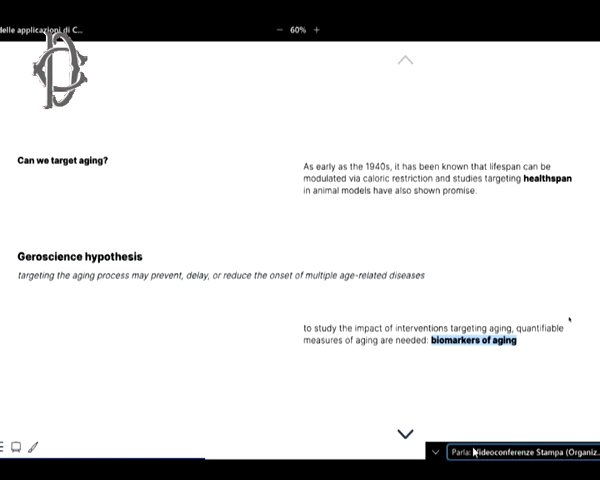 delle applicazioni di C...
− 60% +
Can we target aging?
As early as the 1940s, it has been known that lifespan can be
modulated via caloric restriction and studies targeting healthspan
in animal models have also shown promise.
Geroscience hypothesis
targeting the aging process may prevent, delay, or reduce the onset of multiple age-related diseases
to study the impact of interventions targeting aging, quantifiable
measures of aging are needed: biomarkers of aging
Parla: Videoconferenze Stampa (Organiz...